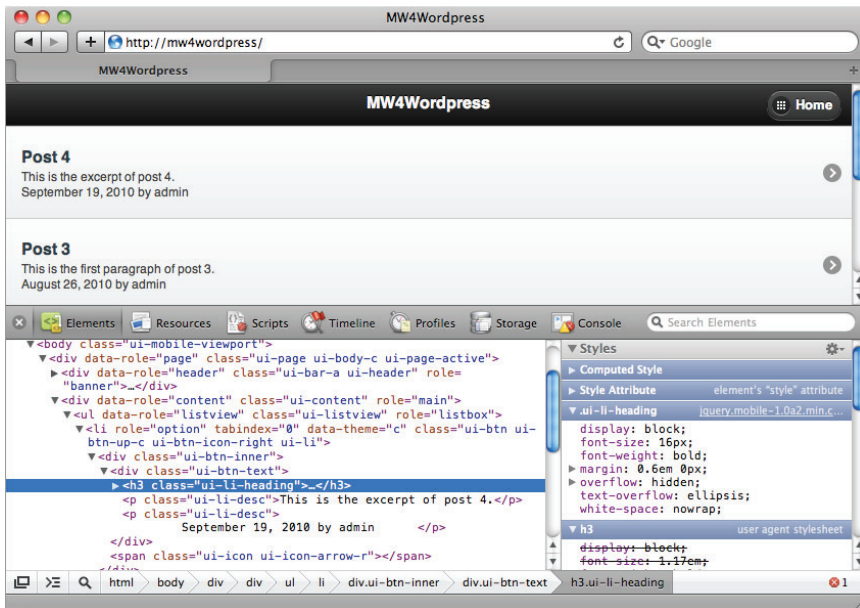 MW4Wordpress
http://mw4wordpress/
Google
MW4Wordpress
MW4Wordpress
Home
Post 4
This is the excerpt of post 4.
September 19, 2010 by admin
Post 3
This is the first paragraph of post 3.
August 26, 2010 by admin
Elements Resources Scripts Timeline Profiles Storage Console Search Elements
▼<body class="ui-mobile-viewport">
▼<div data-role="page" class="ui-page ui-body-c ui-page-active">
▶<div data-role="header" class="ui-bar-a ui-header" role=
"banner">…</div>
▼<div data-role="content" class="ui-content" role="main">
▼<ul data-role="listview" class="ui-listview" role="listbox">
▼<li role="option" tabindex="0" data-theme="c" class="ui-btn ui-
btn-up-c ui-btn-icon-right ui-li">
▼<div class="ui-btn-inner">
▼<div class="ui-btn-text">
▶<h3 class="ui-li-heading">…</h3>
<p class="ui-li-desc">This is the excerpt of post 4.</p>
<p class="ui-li-desc">
September 19, 2010 by admin </p>
</div>
<span class="ui-icon ui-icon-arrow-r"></span>
</div>
▼ Styles
▶ Computed Style
▶ Style Attribute element's "style" attribute
▼ .ui-li-heading jquery.mobile-1.0a2.min.c…
display: block;
font-size: 16px;
font-weight: bold;
▶ margin: 0.6em 0px;
▶ overflow: hidden;
text-overflow: ellipsis;
white-space: nowrap;
▼ h3 user agent stylesheet
display: block;
font-size: 1.17em;
html body div div ul li div.ui-btn-inner div.ui-btn-text h3.ui-li-heading 1